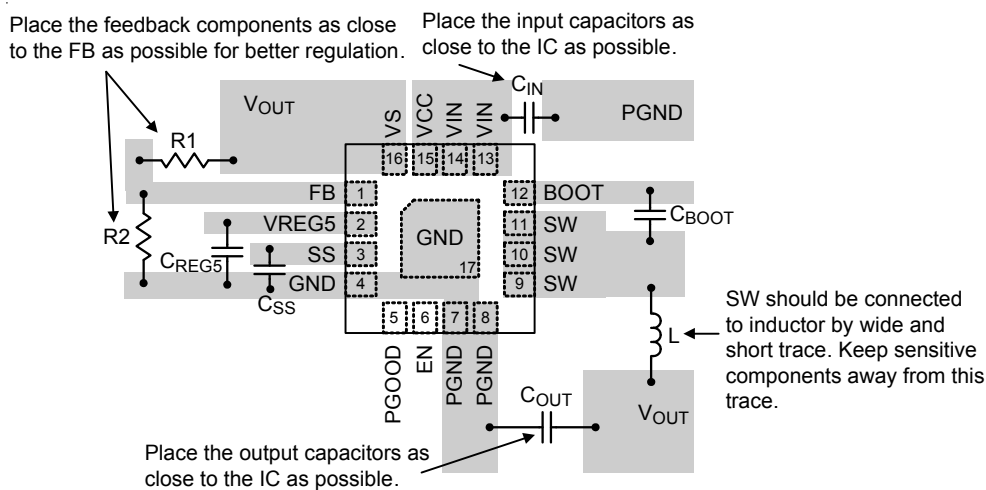 Place the feedback components as close
to the FB as possible for better regulation.
Place the input capacitors as
close to the IC as possible.
CIN
VOUT
PGND
VS
VCC
VIN
VIN
R1
16
15
14
13
FB
1
12
BOOT
VREG5
2
11
SW
CBOOT
R2
GND
SS
3
10
SW
CREG5
17
GND
4
9
SW
CSS
5
6
7
8
PGOOD
EN
PGND
PGND
L
SW should be connected
to inductor by wide and
short trace. Keep sensitive
components away from this
trace.
COUT
VOUT
Place the output capacitors as
close to the IC as possible.